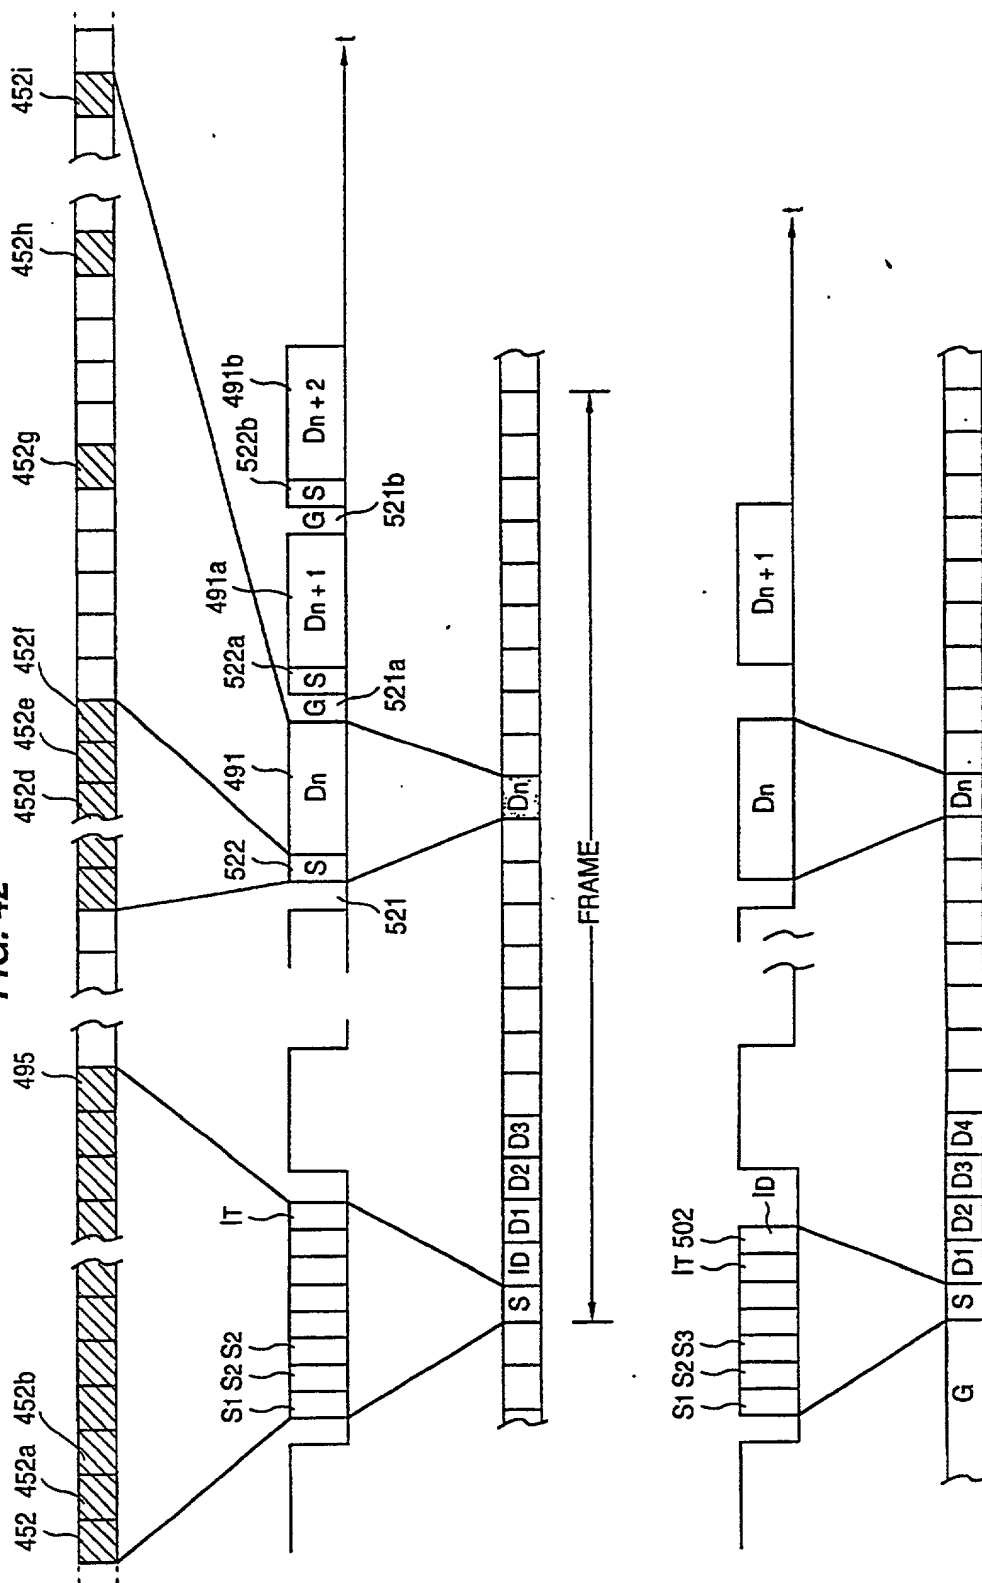 FIG. 42
452 452a 452b 495 452d 452e 452f 452g 452h 452i
S1 S2 S2 IT 522 491 522a 491a 522b 491b
S Dn G S Dn+1 G S Dn+2 t
521 521a 521b
S ID D1 D2 D3 Dn
FRAME
S1 S2 S3 IT 502
ID Dn Dn+1 t
G S D1 D2 D3 D4 Dn